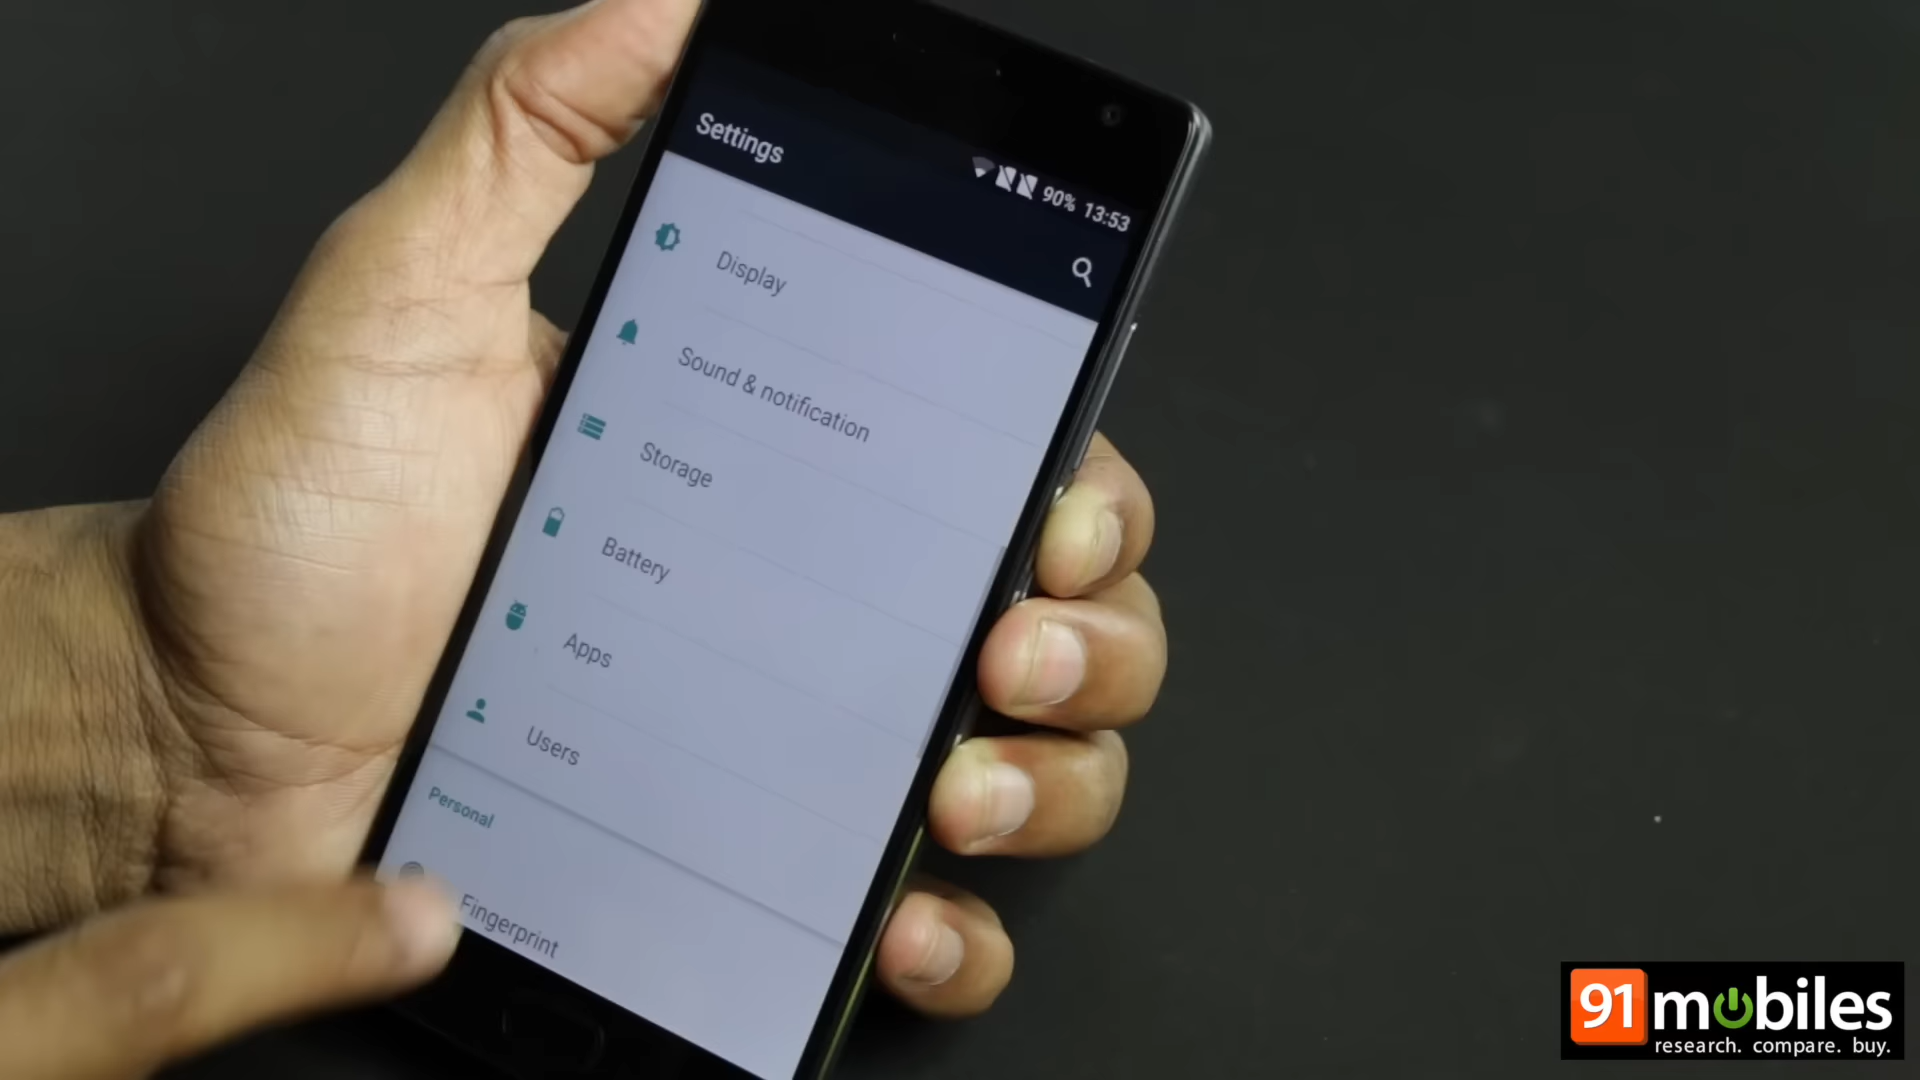 Settings
90% 13:53
Display
Sound & notification
Storage
Battery
Apps
Users
Personal
Fingerprint
91mobiles
research. compare. buy.